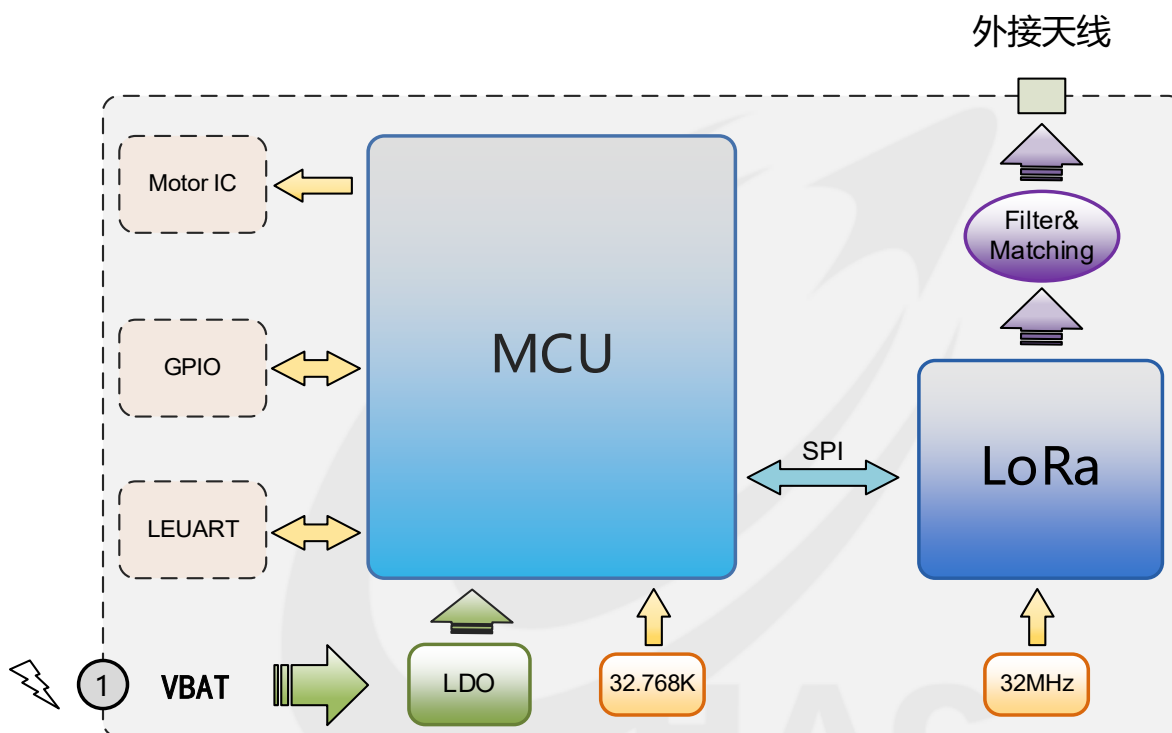 外接天线
Motor IC
MCU
Filter&
Matching
GPIO
SPI
LoRa
LEUART
1
VBAT
LDO
32.768K
32MHz